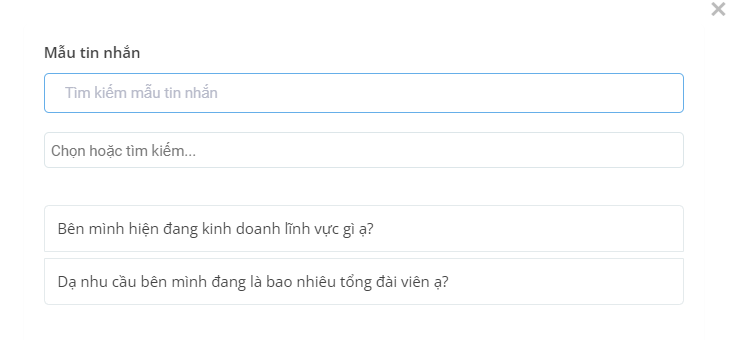 Mẫu tin nhắn
Tìm kiếm mẫu tin nhắn
Chọn hoặc tìm kiếm...
Bên mình hiện đang kinh doanh lĩnh vực gì ạ?
Dạ nhu cầu bên mình đang là bao nhiêu tổng đài viên ạ?